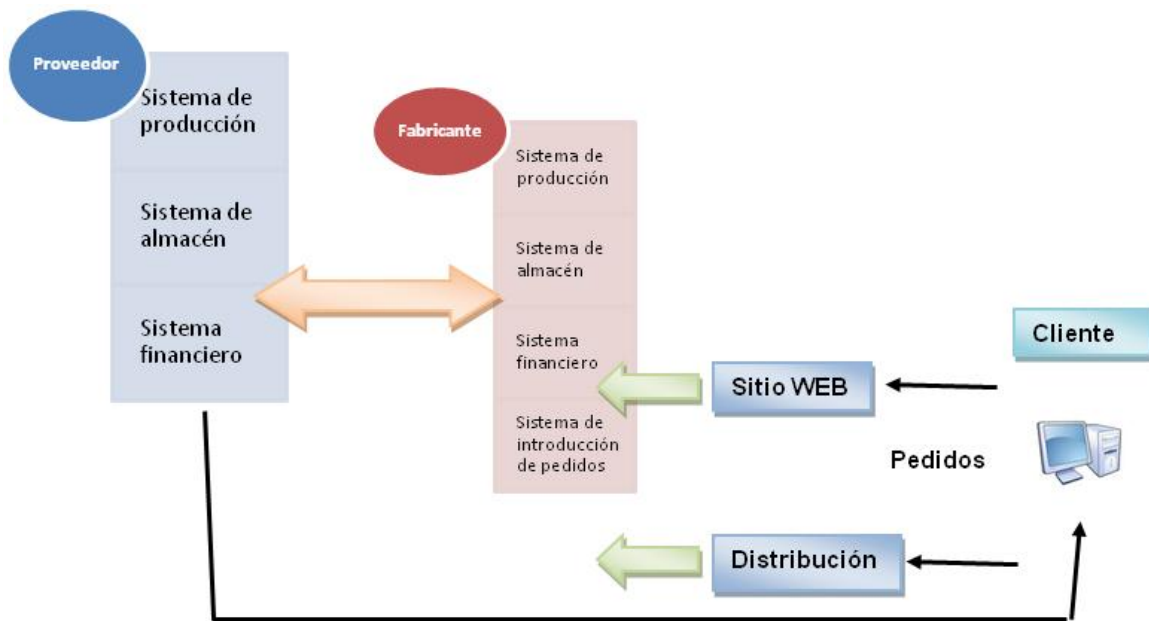 Proveedor
Sistema de
producción
Sistema de
almacén
Sistema
financiero
Fabricante
Sistema de
producción
Sistema de
almacén
Sistema
financiero
Sistema de
introducción
de pedidos
Cliente
Sitio WEB
Pedidos
Distribución